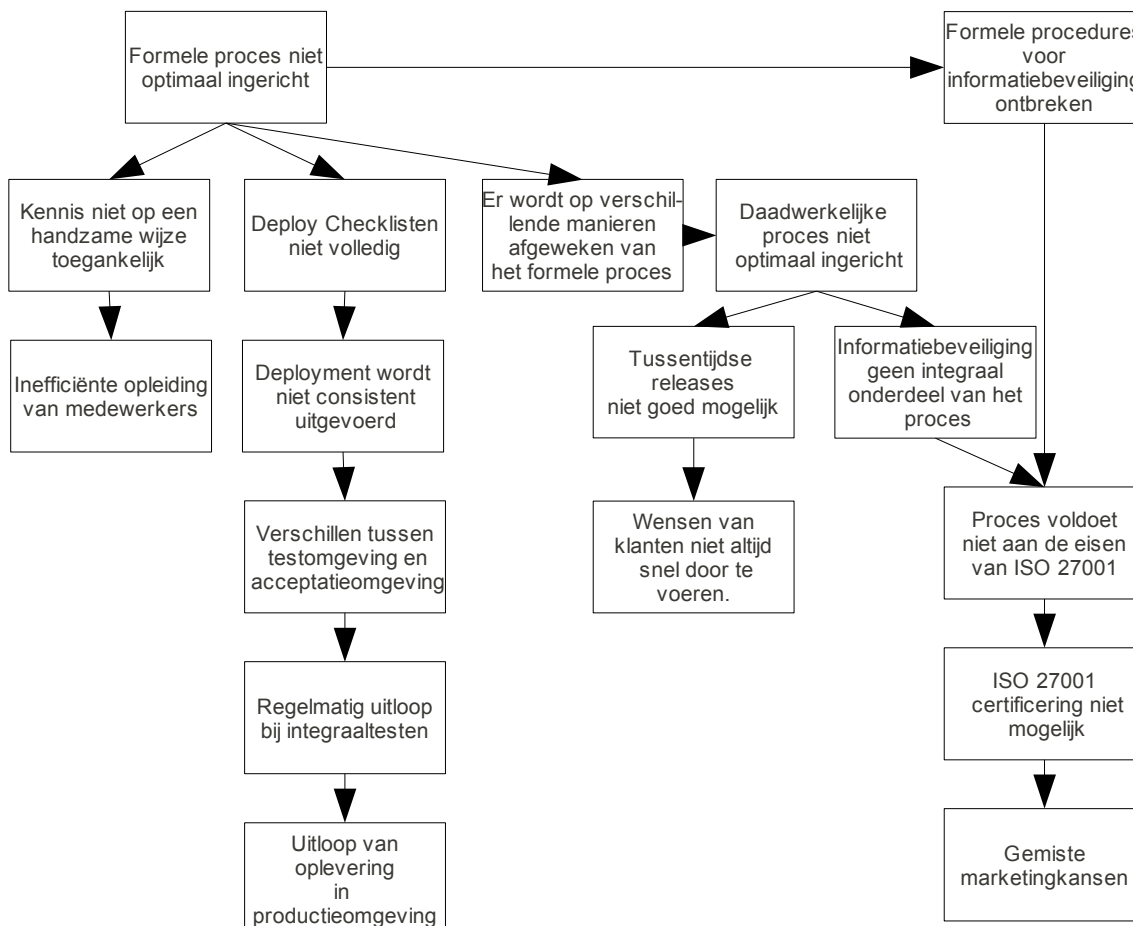 Formele proces niet
optimaal ingericht
Formele procedures
voor
informatiebeveiliging
ontbreken
Kennis niet op een
handzame wijze
toegankelijk
Deploy Checklisten
niet volledig
Er wordt op verschil-
lende manieren
afgeweken van
het formele proces
Daadwerkelijke
proces niet
optimaal ingericht
Inefficiënte opleiding
van medewerkers
Deployment wordt
niet consistent
uitgevoerd
Tussentijdse
releases
niet goed mogelijk
Informatiebeveiliging
geen integraal
onderdeel van het
proces
Verschillen tussen
testomgeving en
acceptatieomgeving
Wensen van
klanten niet altijd
snel door te
voeren.
Proces voldoet
niet aan de eisen
van ISO 27001
Regelmatig uitloop
bij integraaltesten
ISO 27001
certificering niet
mogelijk
Uitloop van
oplevering
in
productieomgeving
Gemiste
marketingkansen